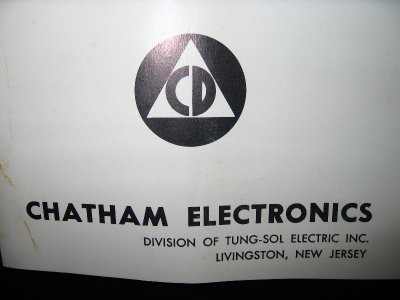 CD
CHATHAM ELECTRONICS
DIVISION OF TUNG-SOL ELECTRIC INC.
LIVINGSTON, NEW JERSEY